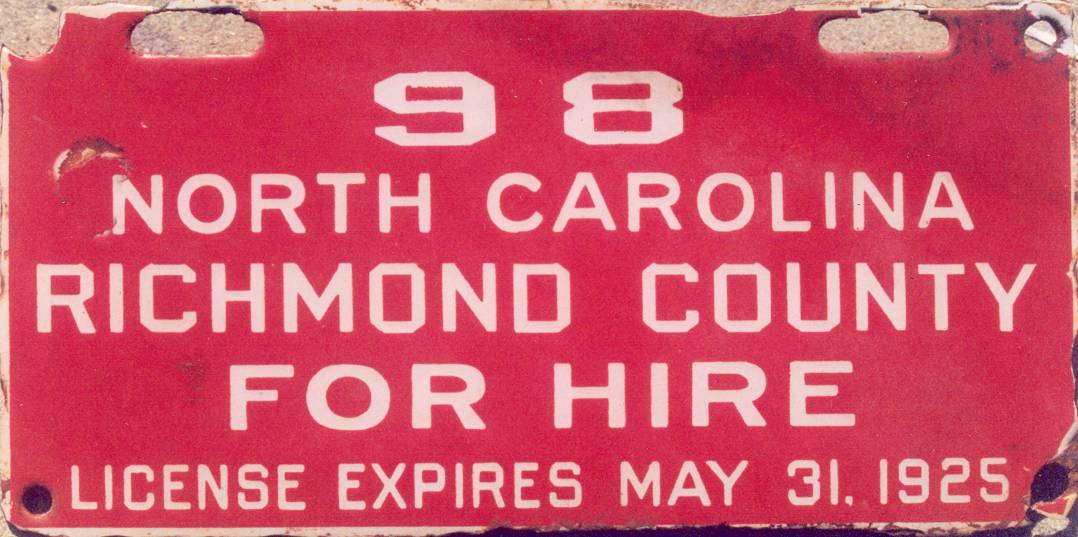 98
NORTH CAROLINA
RICHMOND COUNTY
FOR HIRE
LICENSE EXPIRES MAY 31, 1925